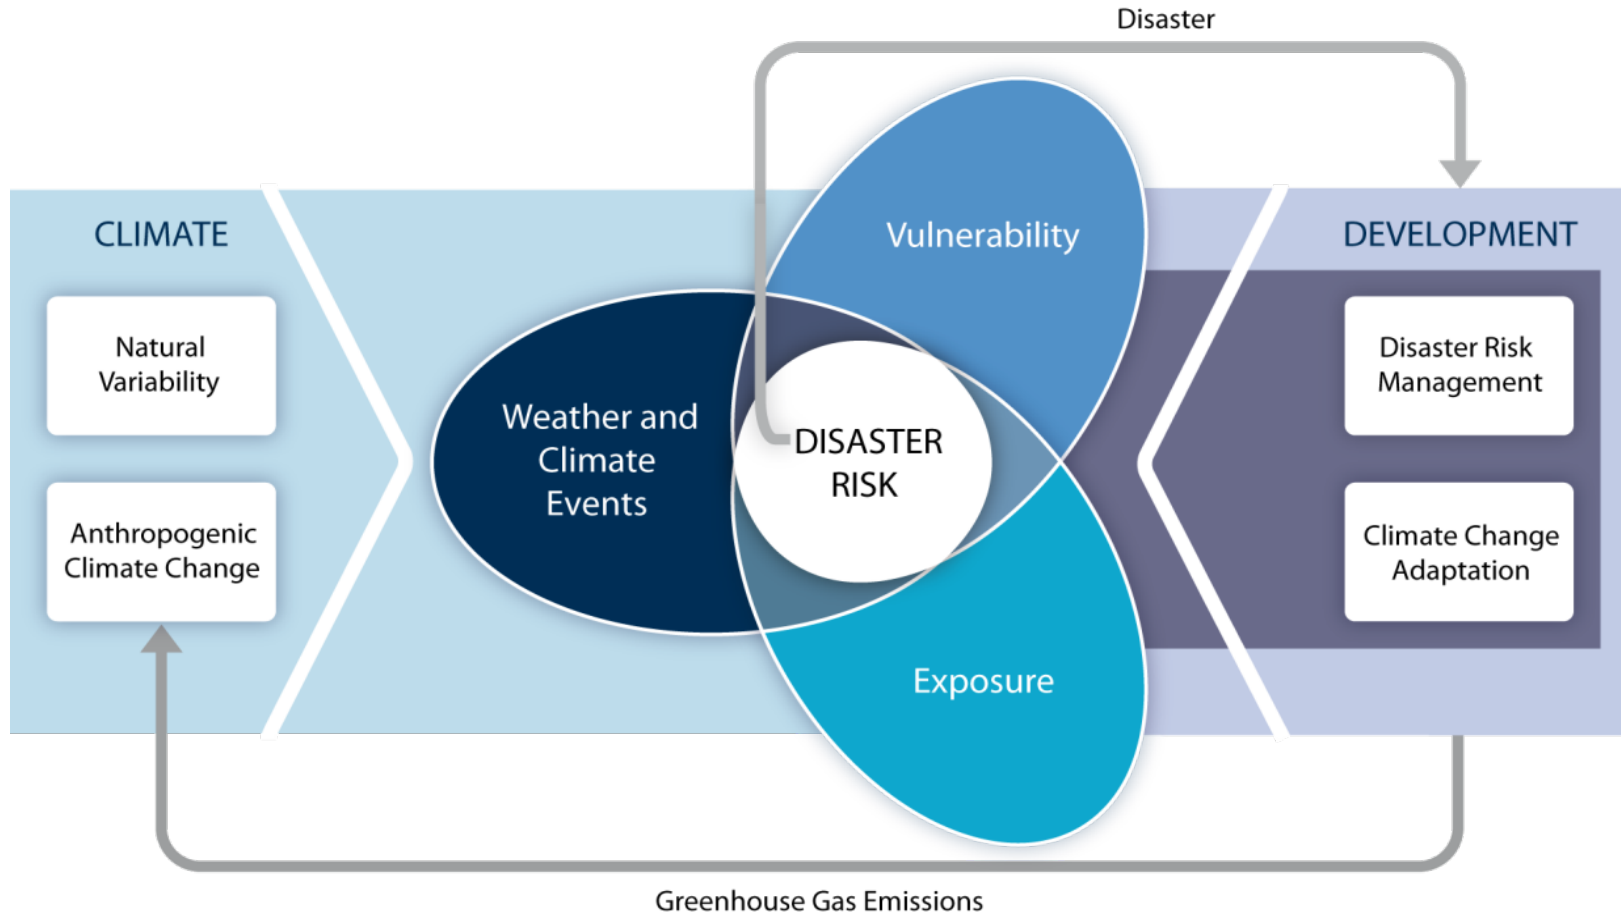 Disaster
CLIMATE
Natural
Variability
Anthropogenic
Climate Change
Weather and
Climate
Events
Vulnerability
DISASTER
RISK
Exposure
DEVELOPMENT
Disaster Risk
Management
Climate Change
Adaptation
Greenhouse Gas Emissions